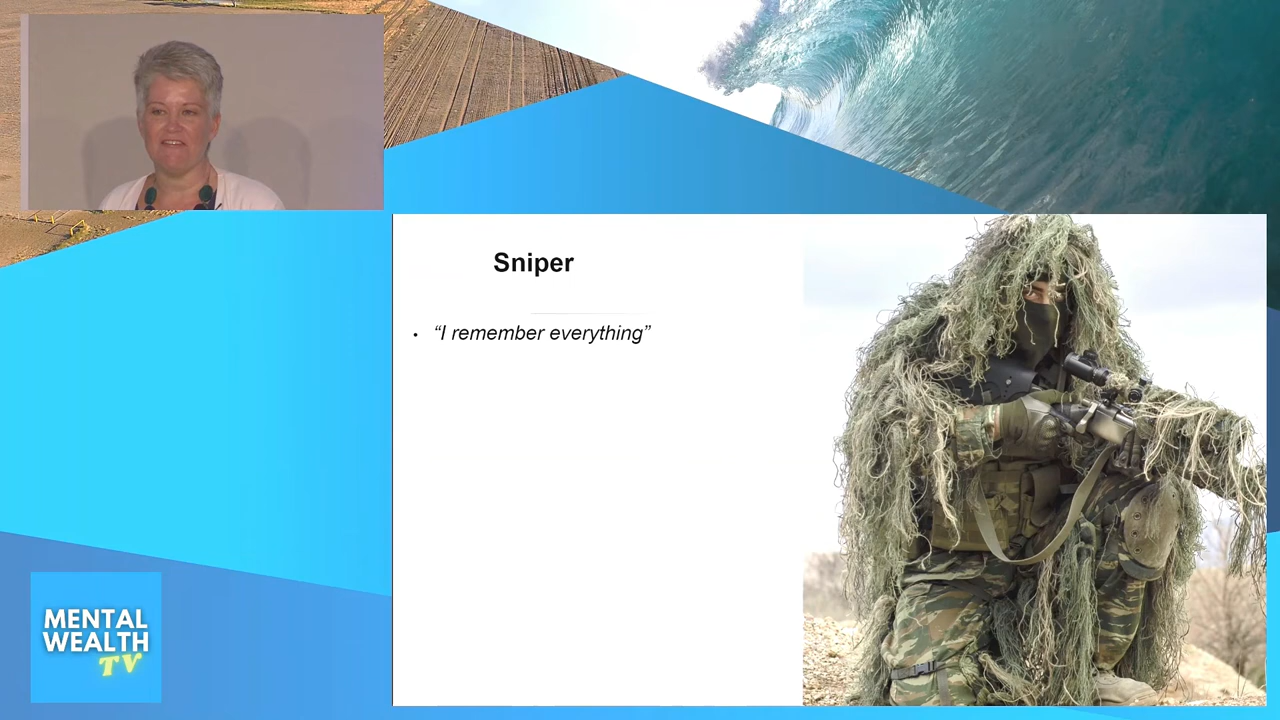 Sniper
• “I remember everything”
MENTAL
WEALTH
TV